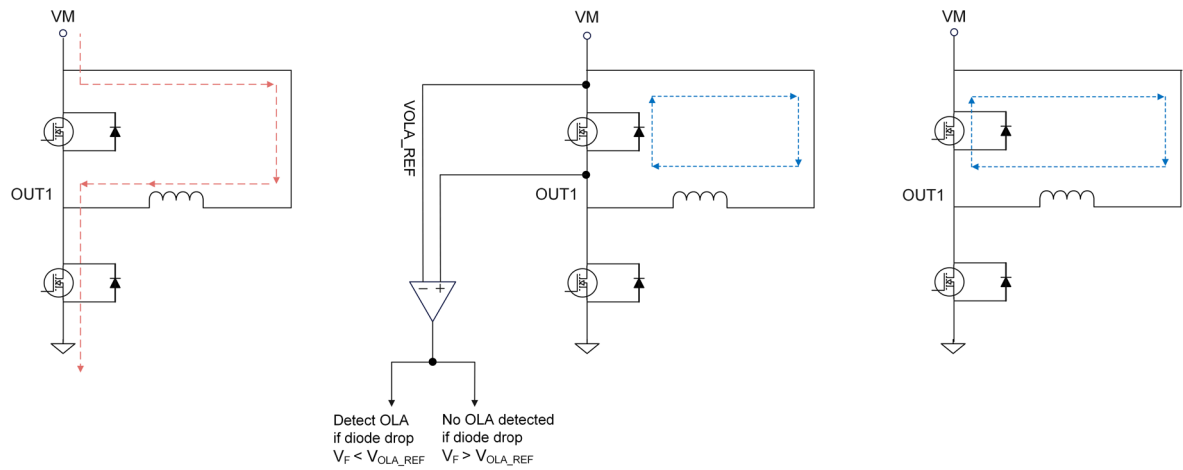 VM
OUT1
VM
VOLA_REF
OUT1
− +
Detect OLA
if diode drop
VF < VOLA_REF
No OLA detected
if diode drop
VF > VOLA_REF
VM
OUT1